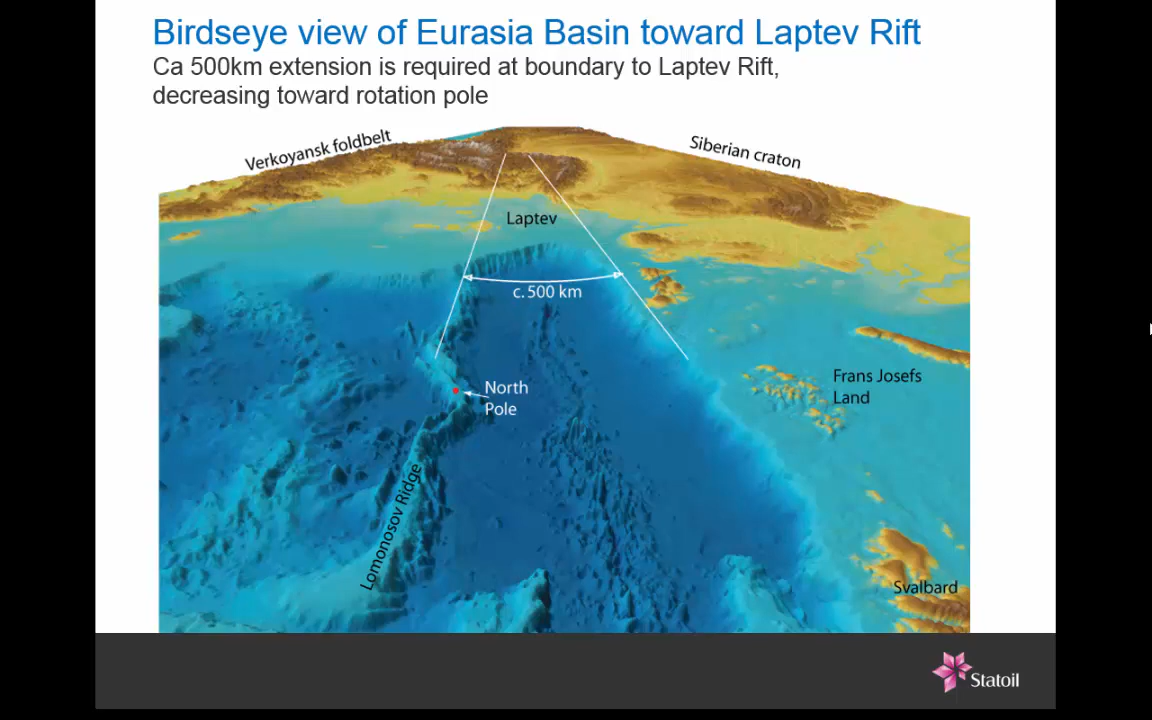 Birdseye view of Eurasia Basin toward Laptev Rift
Ca 500km extension is required at boundary to Laptev Rift,
decreasing toward rotation pole
Verkoyansk foldbelt
Siberian craton
Laptev
c. 500 km
North
Pole
Frans Josefs
Land
Lomonosov Ridge
Svalbard
Statoil